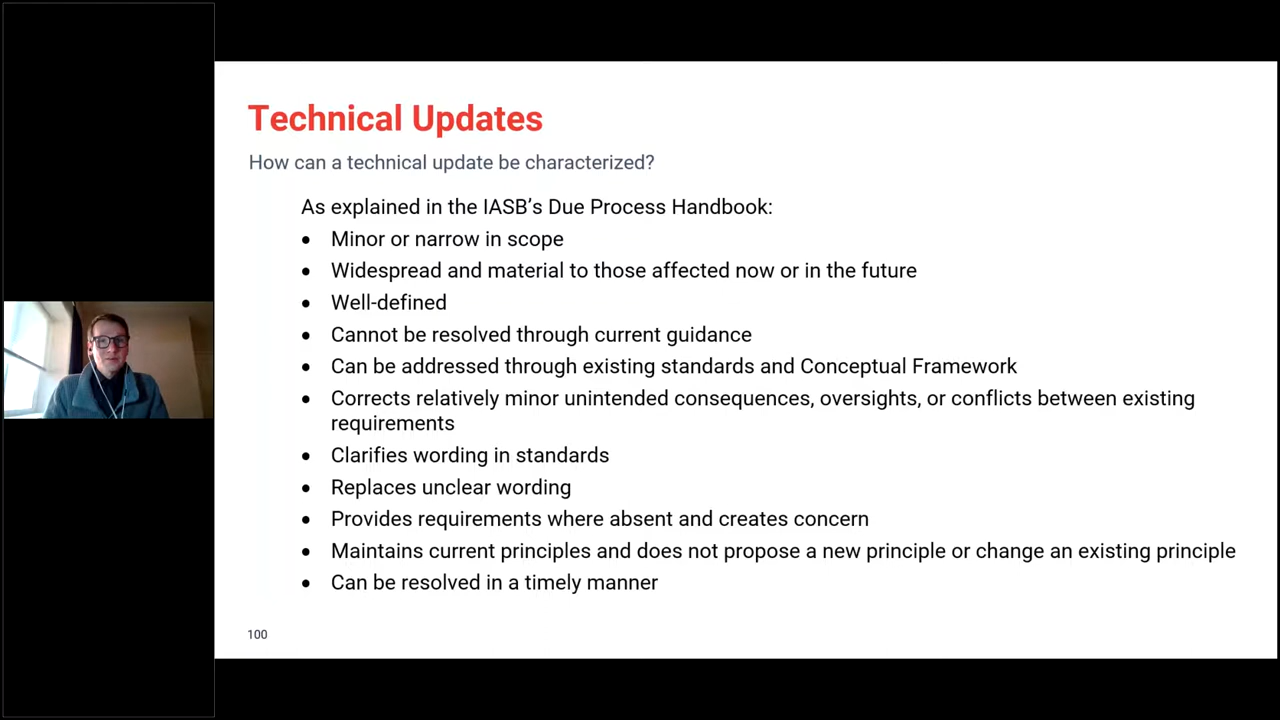 Technical Updates
How can a technical update be characterized?
As explained in the IASB’s Due Process Handbook:
• Minor or narrow in scope
• Widespread and material to those affected now or in the future
• Well-defined
• Cannot be resolved through current guidance
• Can be addressed through existing standards and Conceptual Framework
• Corrects relatively minor unintended consequences, oversights, or conflicts between existing
requirements
• Clarifies wording in standards
• Replaces unclear wording
• Provides requirements where absent and creates concern
• Maintains current principles and does not propose a new principle or change an existing principle
• Can be resolved in a timely manner
100